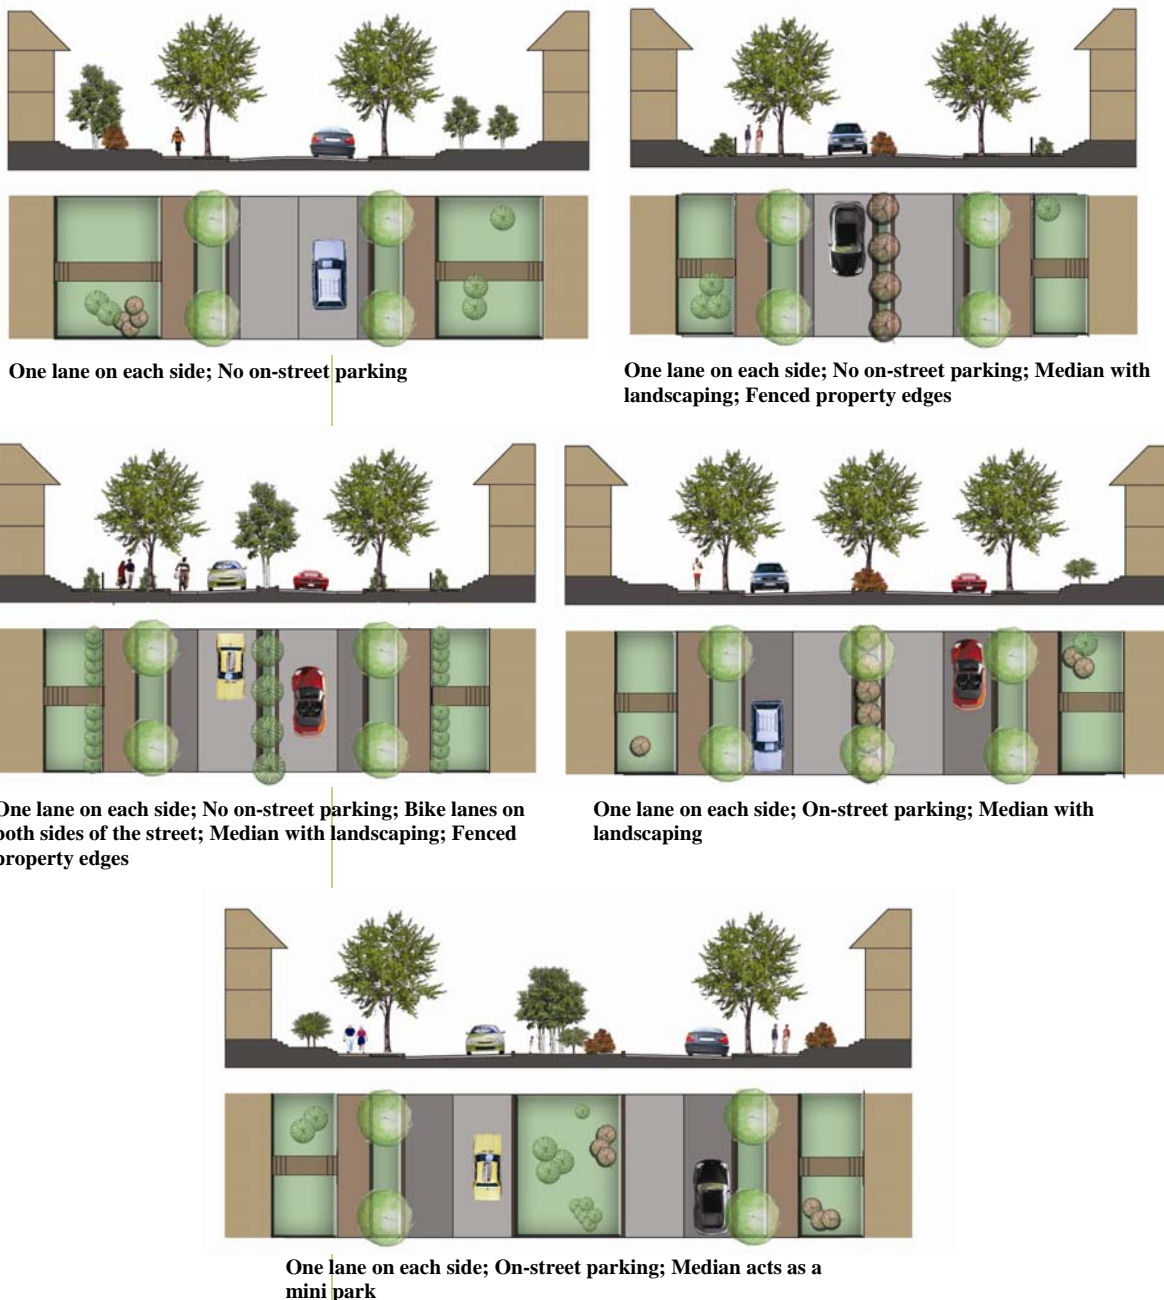 One lane on each side; No on-street parking
One lane on each side; No on-street parking; Median with
landscaping; Fenced property edges
One lane on each side; No on-street parking; Bike lanes on
both sides of the street; Median with landscaping; Fenced
property edges
One lane on each side; On-street parking; Median with
landscaping
One lane on each side; On-street parking; Median acts as a
mini park